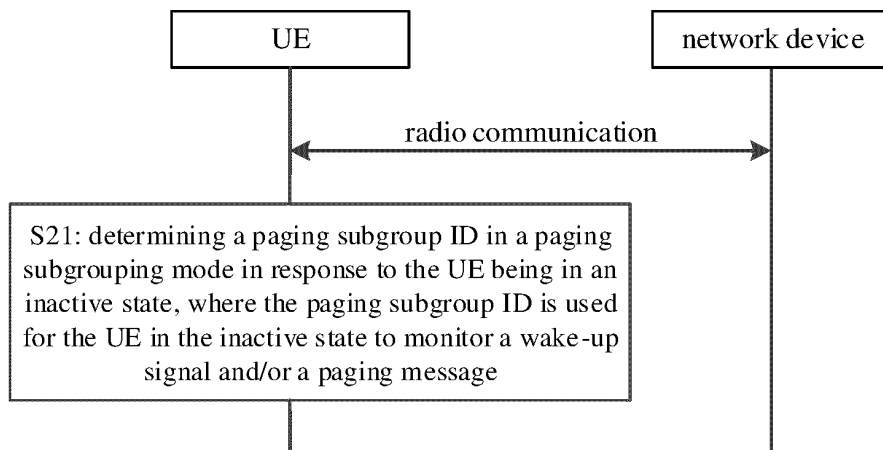 UE
network device
radio communication
S21: determining a paging subgroup ID in a paging
subgrouping mode in response to the UE being in an
inactive state, where the paging subgroup ID is used
for the UE in the inactive state to monitor a wake-up
signal and/or a paging message